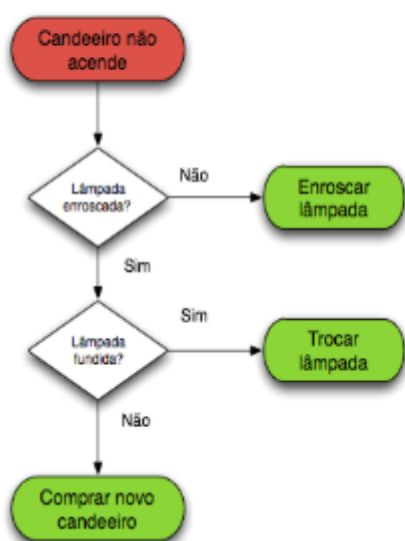 Candeeiro não
acende
Lâmpada
enroscada?
Não
Enroscar
lâmpada
Sim
Lâmpada
fundida?
Sim
Trocar
lâmpada
Não
Comprar novo
candeeiro